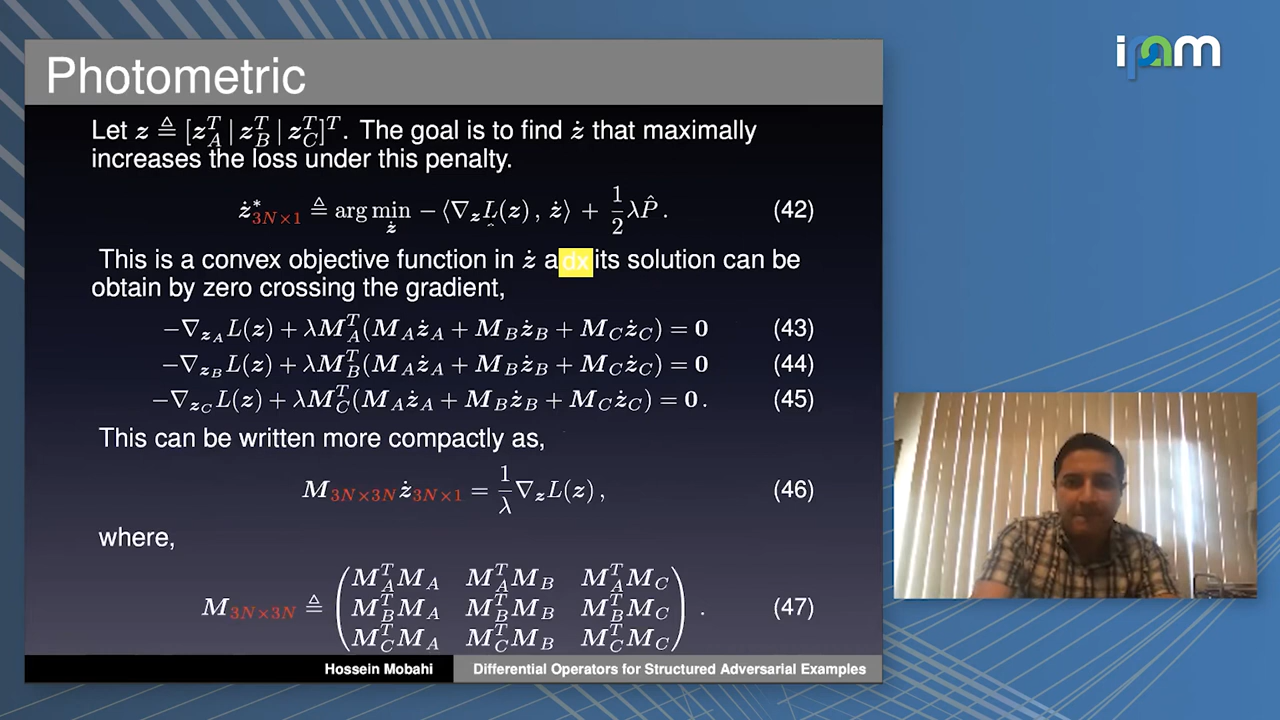 ipam
Photometric
Let z ≜ [z_A^T | z_B^T | z_C^T]^T. The goal is to find ż that maximally
increases the loss under this penalty.
ż*_{3N×1} ≜ arg min_ż −⟨∇_z L(z) , ż⟩ + 1/2 λP̂ . (42)
This is a convex objective function in ż a dx its solution can be
obtain by zero crossing the gradient,
−∇_{z_A} L(z) + λM_A^T(M_A ż_A + M_B ż_B + M_C ż_C) = 0 (43)
−∇_{z_B} L(z) + λM_B^T(M_A ż_A + M_B ż_B + M_C ż_C) = 0 (44)
−∇_{z_C} L(z) + λM_C^T(M_A ż_A + M_B ż_B + M_C ż_C) = 0 . (45)
This can be written more compactly as,
M_{3N×3N} ż_{3N×1} = 1/λ ∇_z L(z) , (46)
where,
M_A^T M_A M_A^T M_B M_A^T M_C
M_{3N×3N} ≜ ( M_B^T M_A M_B^T M_B M_B^T M_C ) . (47)
M_C^T M_A M_C^T M_B M_C^T M_C
Hossein Mobahi Differential Operators for Structured Adversarial Examples